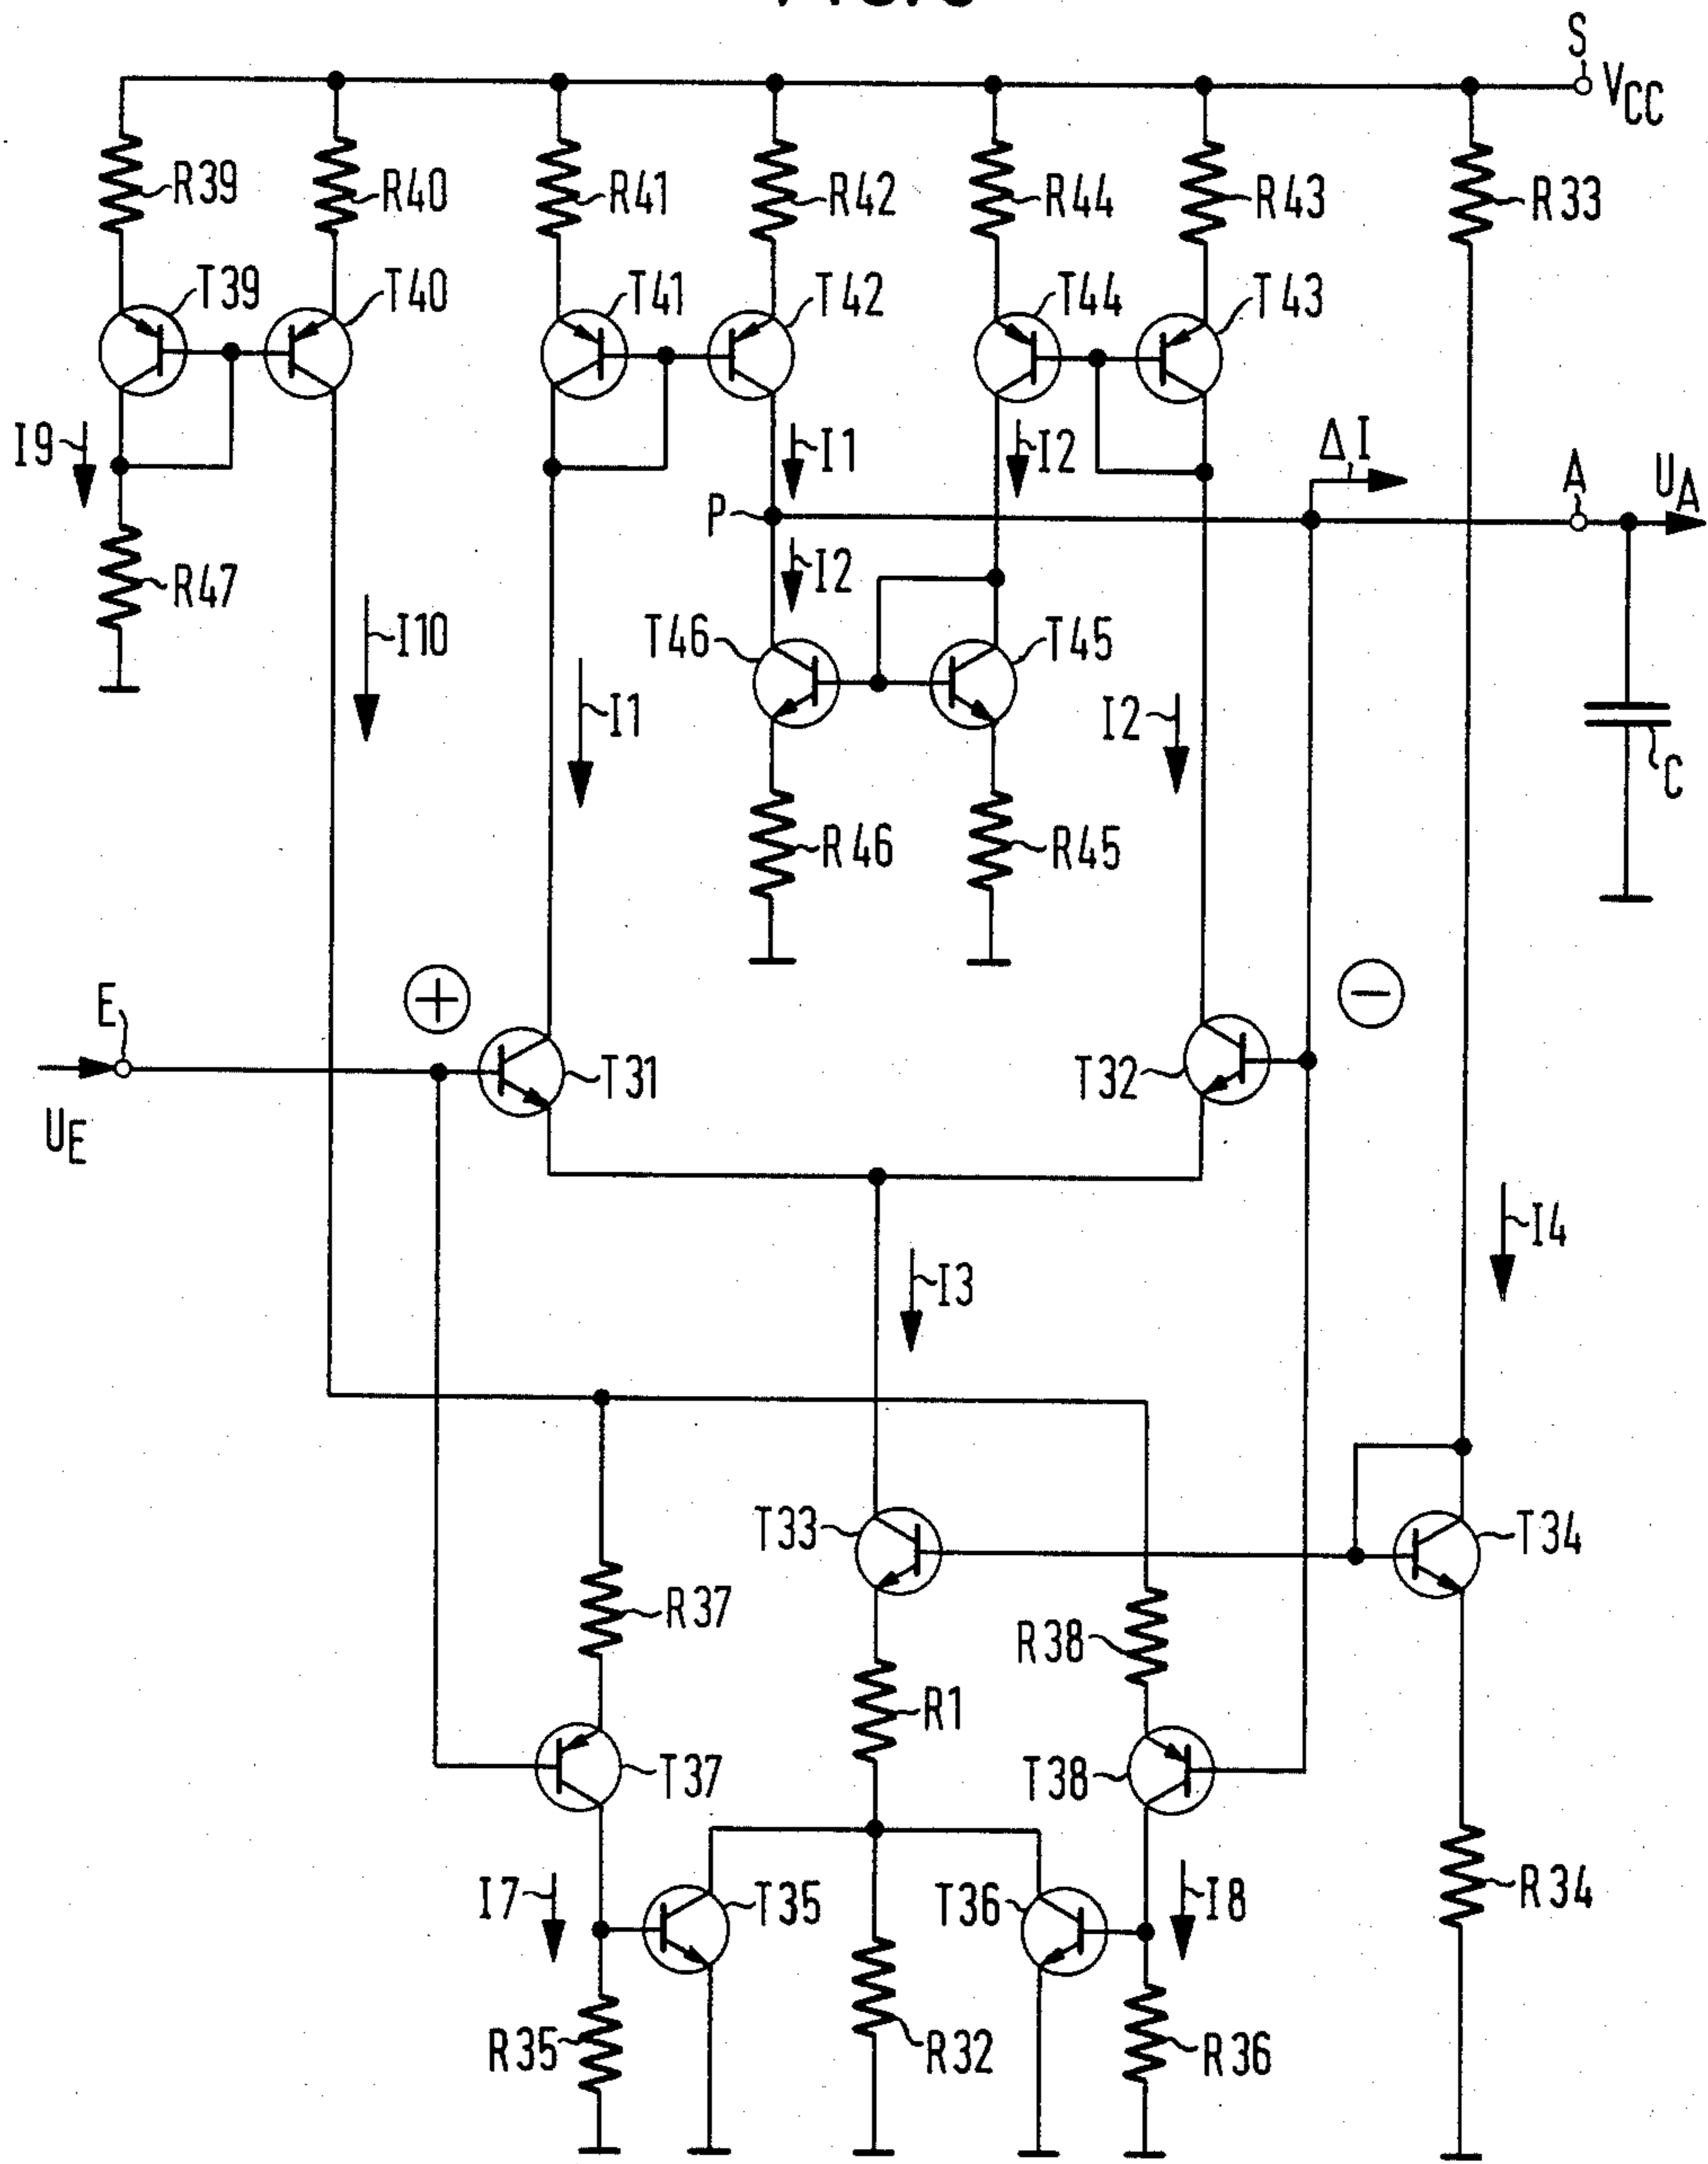 S
VCC
R39
R40
R41
R42
R44
R43
R33
T39
T40
T41
T42
T44
T43
I9
I1
I2
ΔI
A
UA
P
R47
I2
I10
T46
T45
I1
I2
C
R46
R45
E
+
−
T31
T32
UE
I4
I3
T33
T34
R37
R38
R1
T37
T38
I7
T35
T36
I8
R34
R35
R32
R36